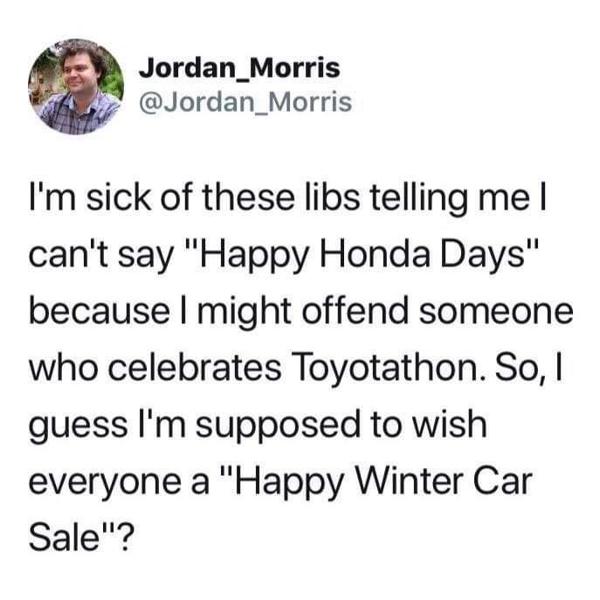 Jordan_Morris
@Jordan_Morris
I'm sick of these libs telling me I
can't say "Happy Honda Days"
because I might offend someone
who celebrates Toyotathon. So, I
guess I'm supposed to wish
everyone a "Happy Winter Car
Sale"?